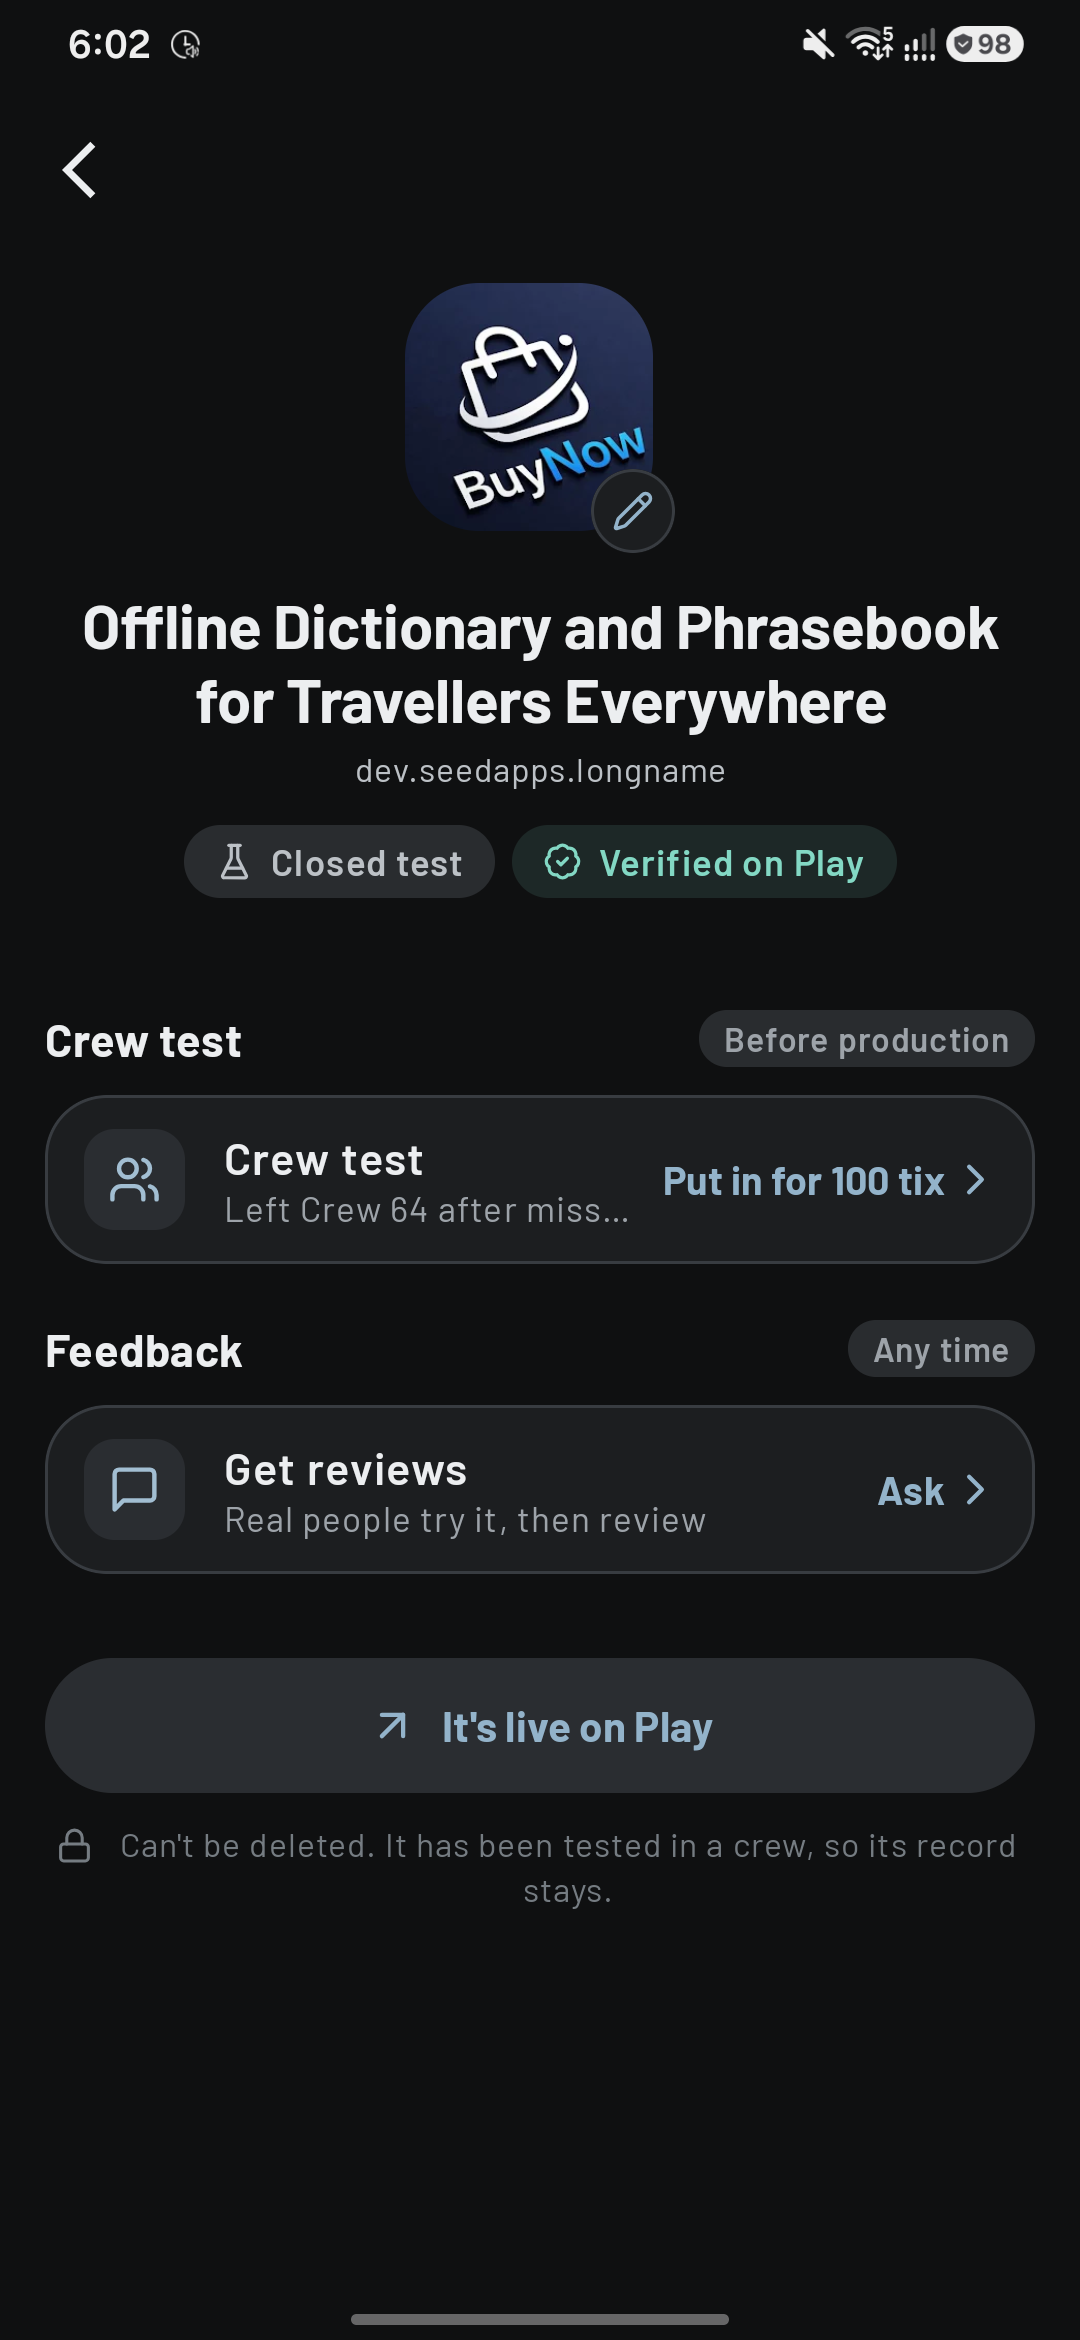 6:02
5
98
BuyNow
Offline Dictionary and Phrasebook
for Travellers Everywhere
dev.seedapps.longname
Closed test
Verified on Play
Crew test
Before production
Crew test
Left Crew 64 after miss...
Put in for 100 tix
Feedback
Any time
Get reviews
Real people try it, then review
Ask
It's live on Play
Can't be deleted. It has been tested in a crew, so its record
stays.